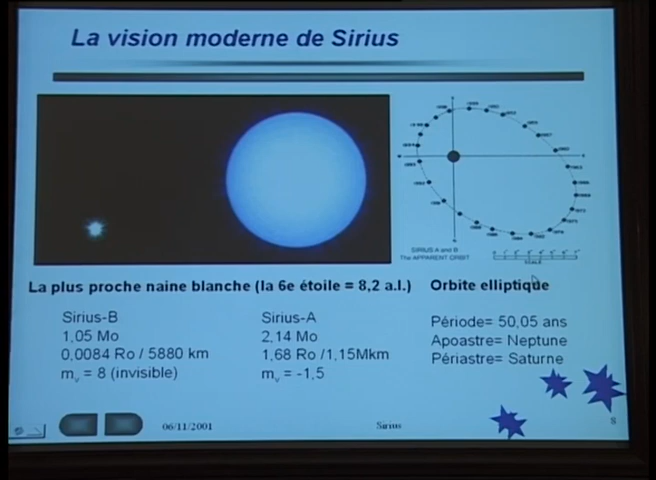 La vision moderne de Sirius
SIRIUS A and B
The APPARENT ORBIT
SCALE
La plus proche naine blanche (la 6e étoile = 8,2 a.l.)
Orbite elliptique
Sirius-B
1,05 Mo
0,0084 Ro / 5880 km
mv = 8 (invisible)
Sirius-A
2,14 Mo
1,68 Ro /1,15Mkm
mv = -1,5
Période= 50,05 ans
Apoastre= Neptune
Périastre= Saturne
06/11/2001
Sirius
8